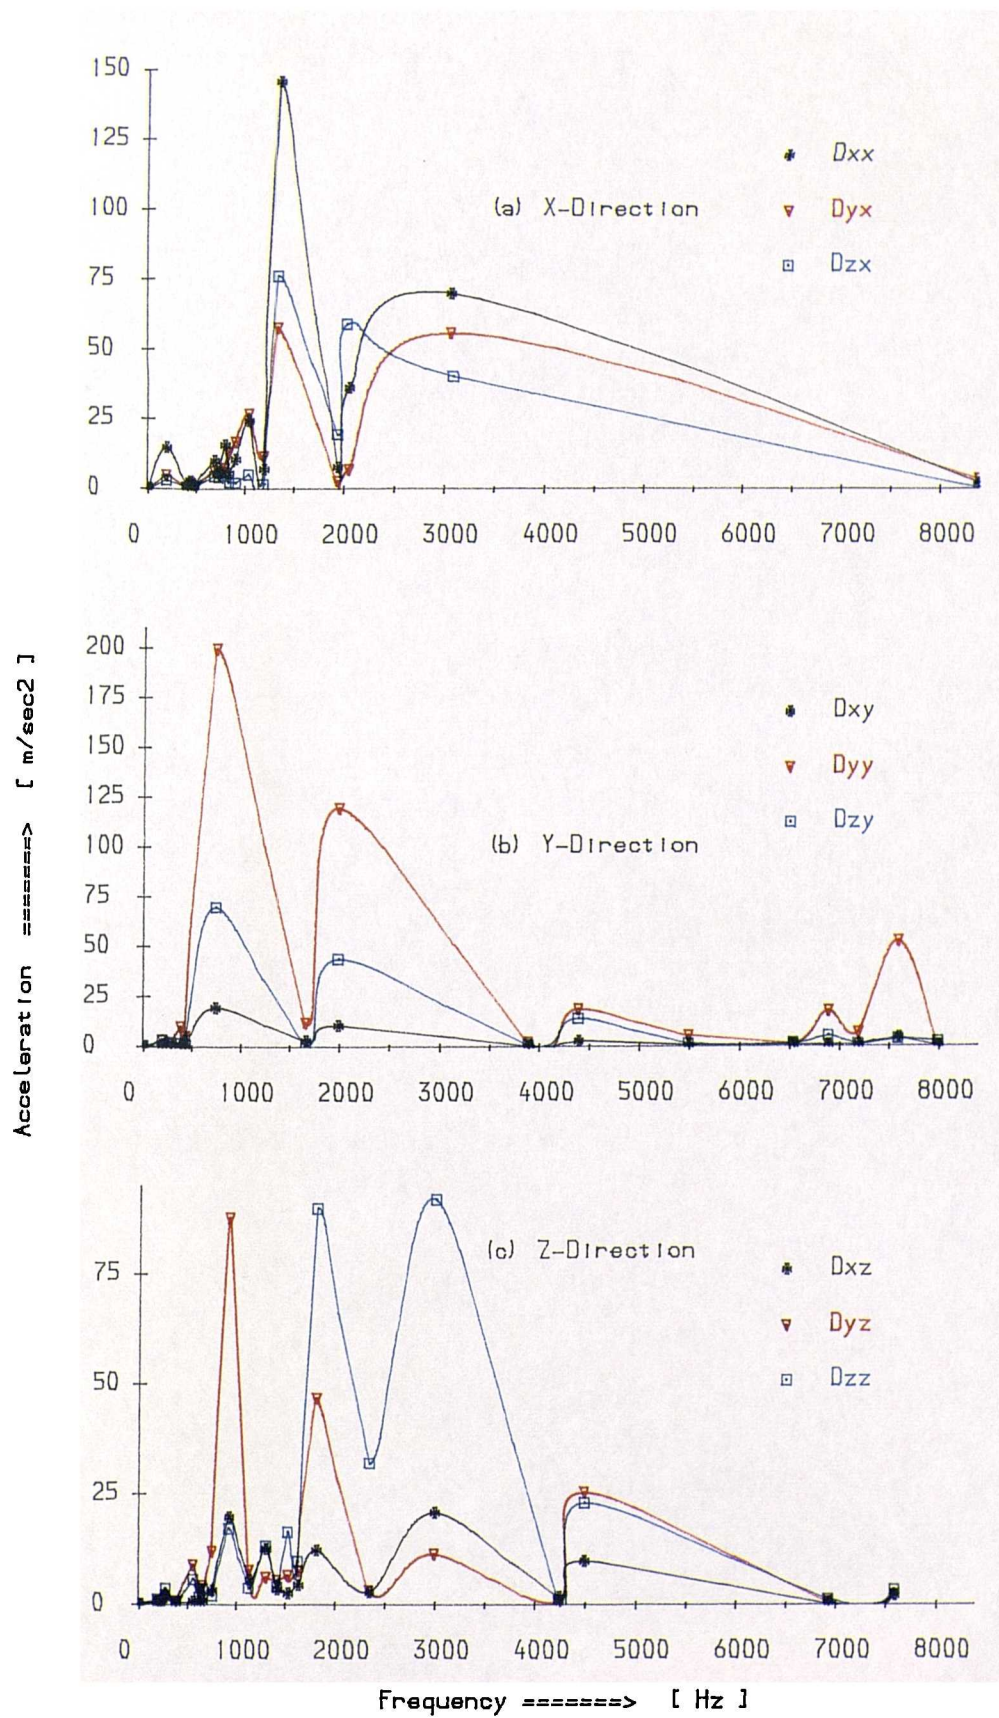 150
125
100
75
50
25
0
Dxx
Dyx
Dzx
(a) X-Direction
0 1000 2000 3000 4000 5000 6000 7000 8000
200
175
150
125
100
75
50
25
0
Dxy
Dyy
Dzy
(b) Y-Direction
0 1000 2000 3000 4000 5000 6000 7000 8000
75
50
25
0
(c) Z-Direction
Dxz
Dyz
Dzz
0 1000 2000 3000 4000 5000 6000 7000 8000
Acceleration =======> [ m/sec2 ]
Frequency =======> [ Hz ]